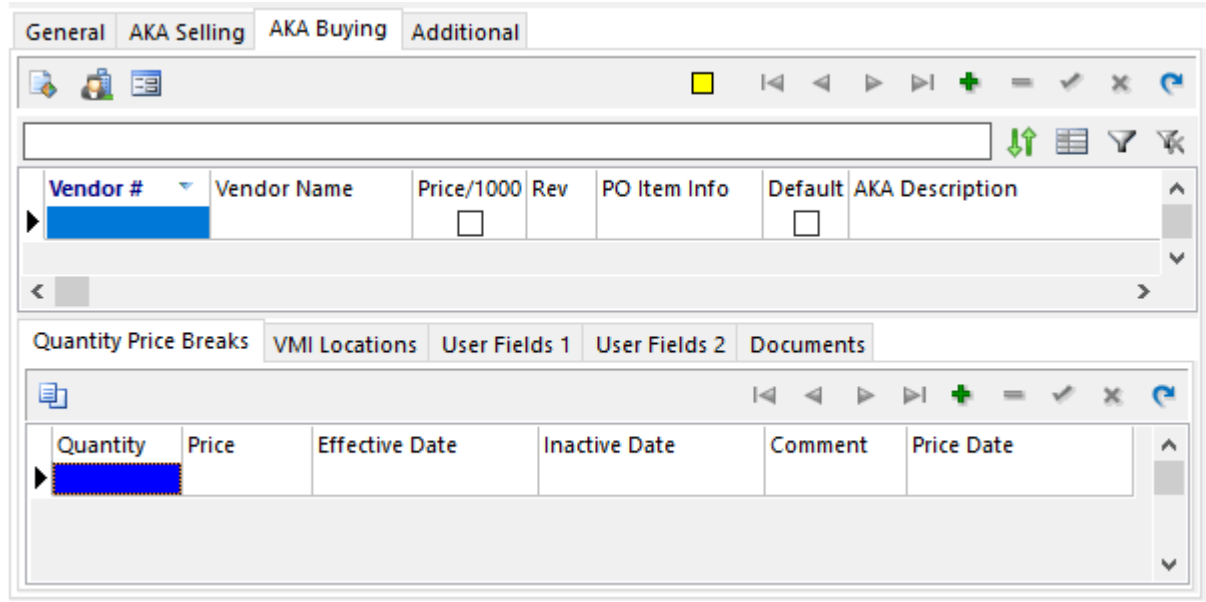 General AKA Selling AKA Buying Additional
Vendor # Vendor Name Price/1000 Rev PO Item Info Default AKA Description
Quantity Price Breaks VMI Locations User Fields 1 User Fields 2 Documents
Quantity Price Effective Date Inactive Date Comment Price Date